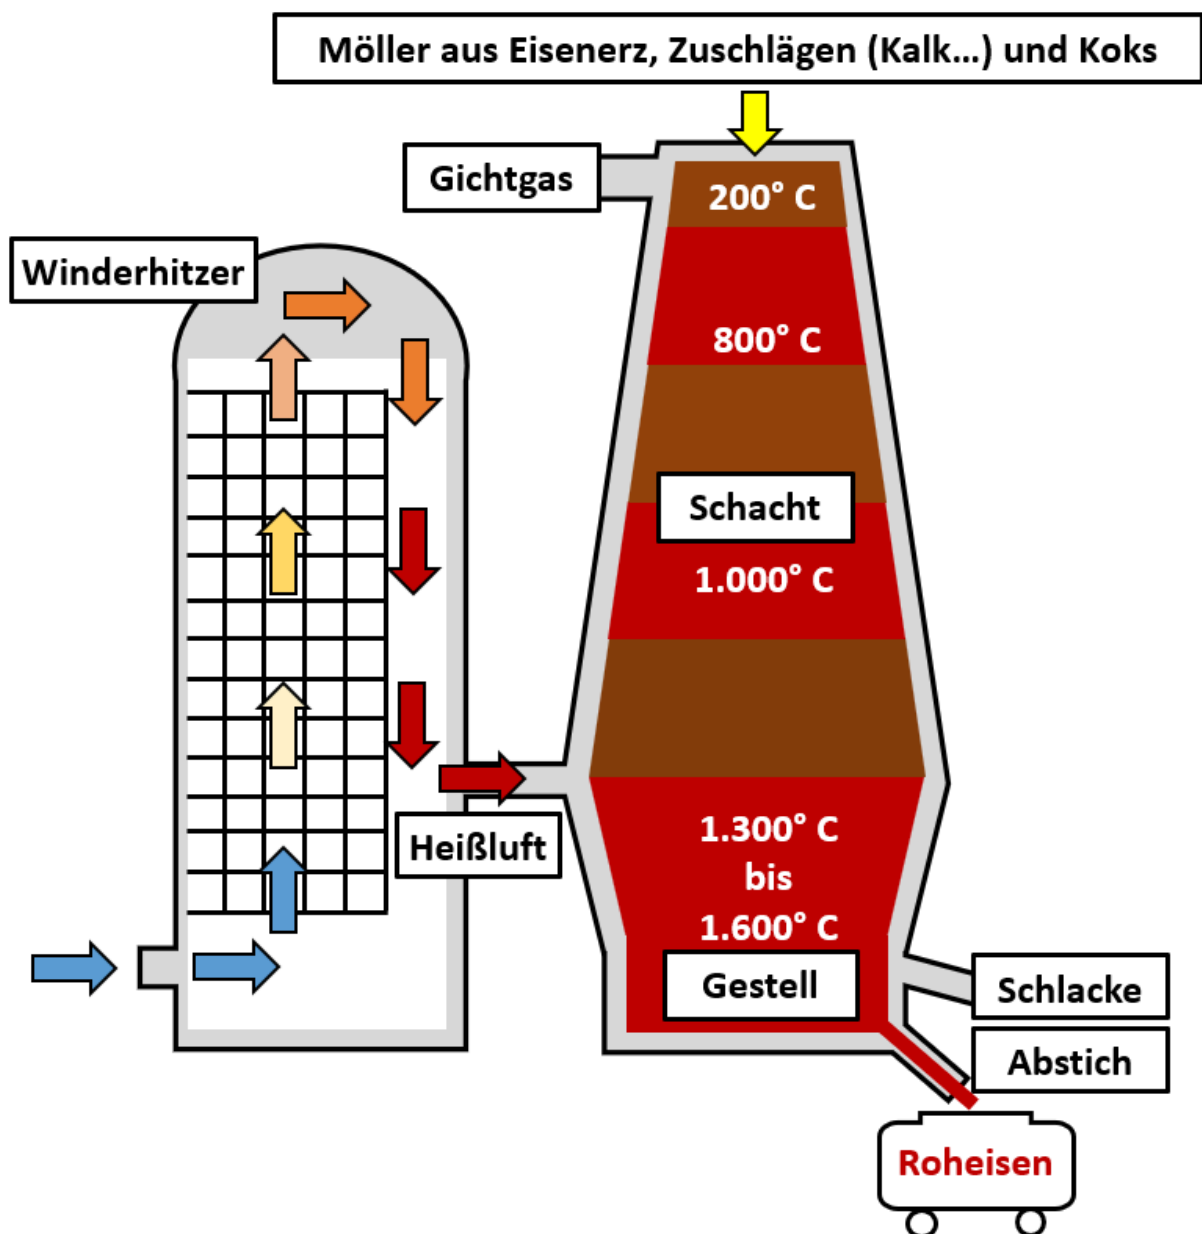 Möller aus Eisenerz, Zuschlägen (Kalk...) und Koks
Gichtgas
200° C
Winderhitzer
800° C
Schacht
1.000° C
Heißluft
1.300° C
bis
1.600° C
Gestell
Schlacke
Abstich
Roheisen